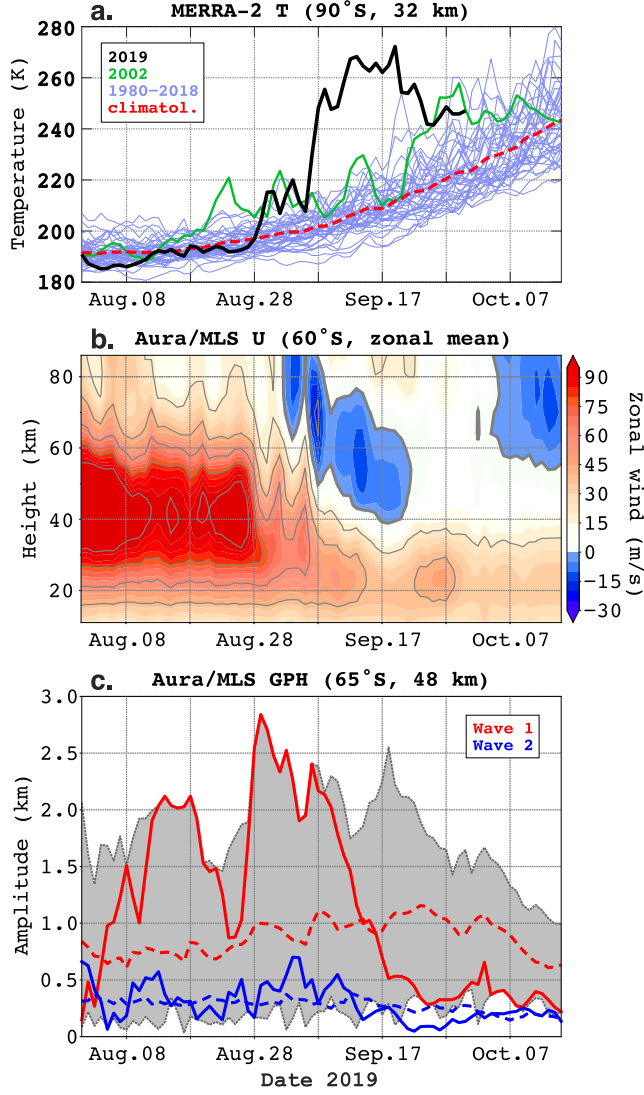 a. MERRA-2 T (90°S, 32 km)
Temperature (K)
280
260
240
220
200
180
2019
2002
1980-2018
climatol.
Aug.08 Aug.28 Sep.17 Oct.07
b. Aura/MLS U (60°S, zonal mean)
Height (km)
80
60
40
20
Aug.08 Aug.28 Sep.17 Oct.07
90
75
60
45
30
15
0
-15
-30
Zonal wind (m/s)
c. Aura/MLS GPH (65°S, 48 km)
Amplitude (km)
3.0
2.5
2.0
1.5
1.0
0.5
0
Wave 1
Wave 2
Aug.08 Aug.28 Sep.17 Oct.07
Date 2019